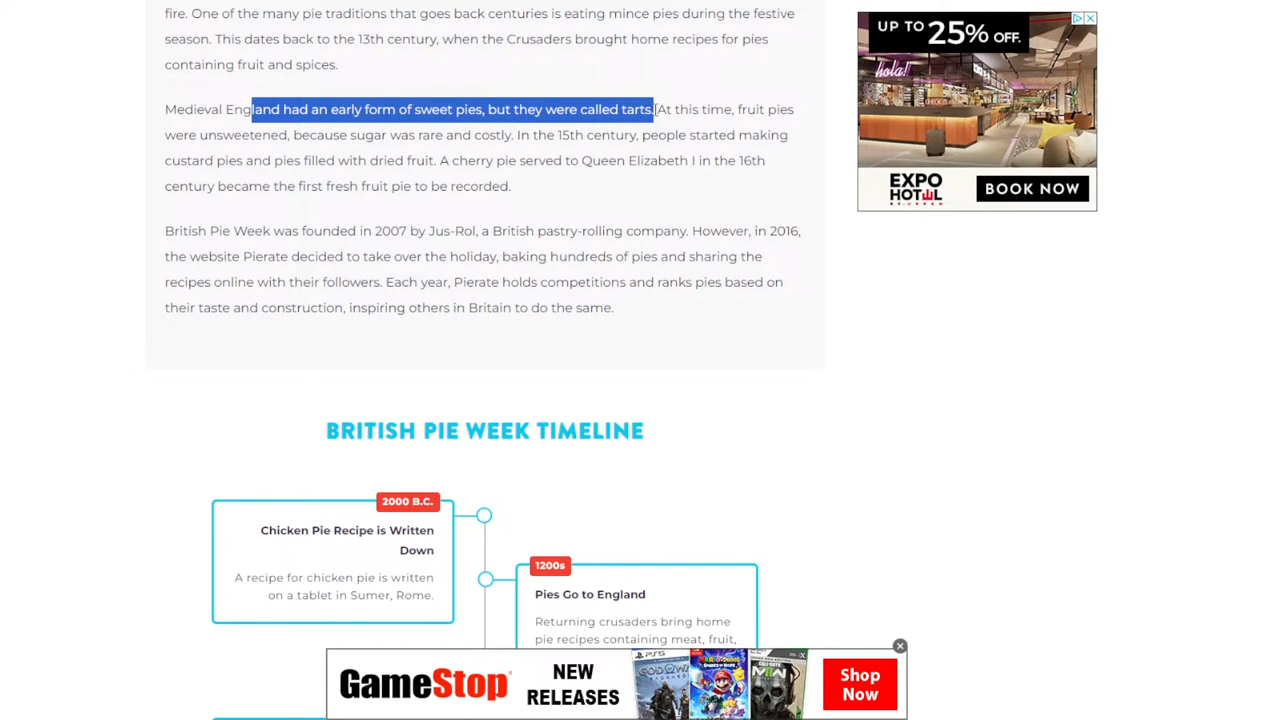 fire. One of the many pie traditions that goes back centuries is eating mince pies during the festive
season. This dates back to the 13th century, when the Crusaders brought home recipes for pies
containing fruit and spices.
Medieval England had an early form of sweet pies, but they were called tarts. At this time, fruit pies
were unsweetened, because sugar was rare and costly. In the 15th century, people started making
custard pies and pies filled with dried fruit. A cherry pie served to Queen Elizabeth I in the 16th
century became the first fresh fruit pie to be recorded.
British Pie Week was founded in 2007 by Jus-Rol, a British pastry-rolling company. However, in 2016,
the website Pierate decided to take over the holiday, baking hundreds of pies and sharing the
recipes online with their followers. Each year, Pierate holds competitions and ranks pies based on
their taste and construction, inspiring others in Britain to do the same.
UP TO 25% OFF.
hola!
EXPO
HOTEL
BOOK NOW
BRITISH PIE WEEK TIMELINE
2000 B.C.
Chicken Pie Recipe is Written
Down
A recipe for chicken pie is written
on a tablet in Sumer, Rome.
1200s
Pies Go to England
Returning crusaders bring home
pie recipes containing meat, fruit,
GameStop
NEW
RELEASES
PS5
Shop
Now